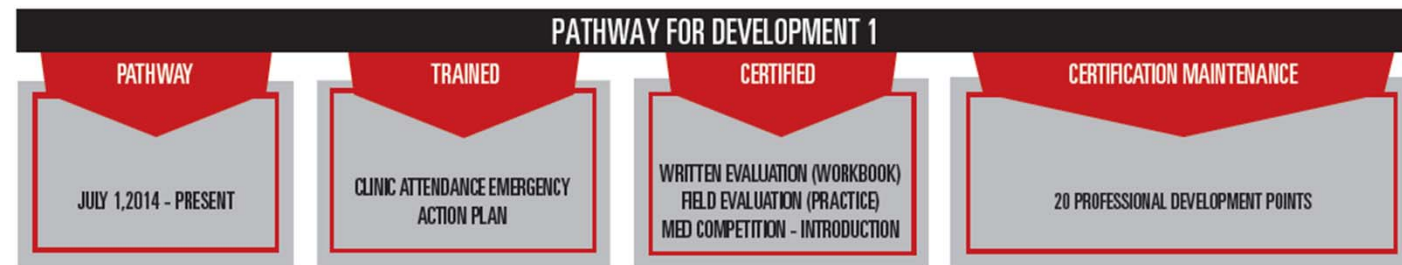 PATHWAY FOR DEVELOPMENT 1
PATHWAY
JULY 1,2014 - PRESENT
TRAINED
CLINIC ATTENDANCE EMERGENCY
ACTION PLAN
CERTIFIED
WRITTEN EVALUATION (WORKBOOK)
FIELD EVALUATION (PRACTICE)
MED COMPETITION - INTRODUCTION
CERTIFICATION MAINTENANCE
20 PROFESSIONAL DEVELOPMENT POINTS